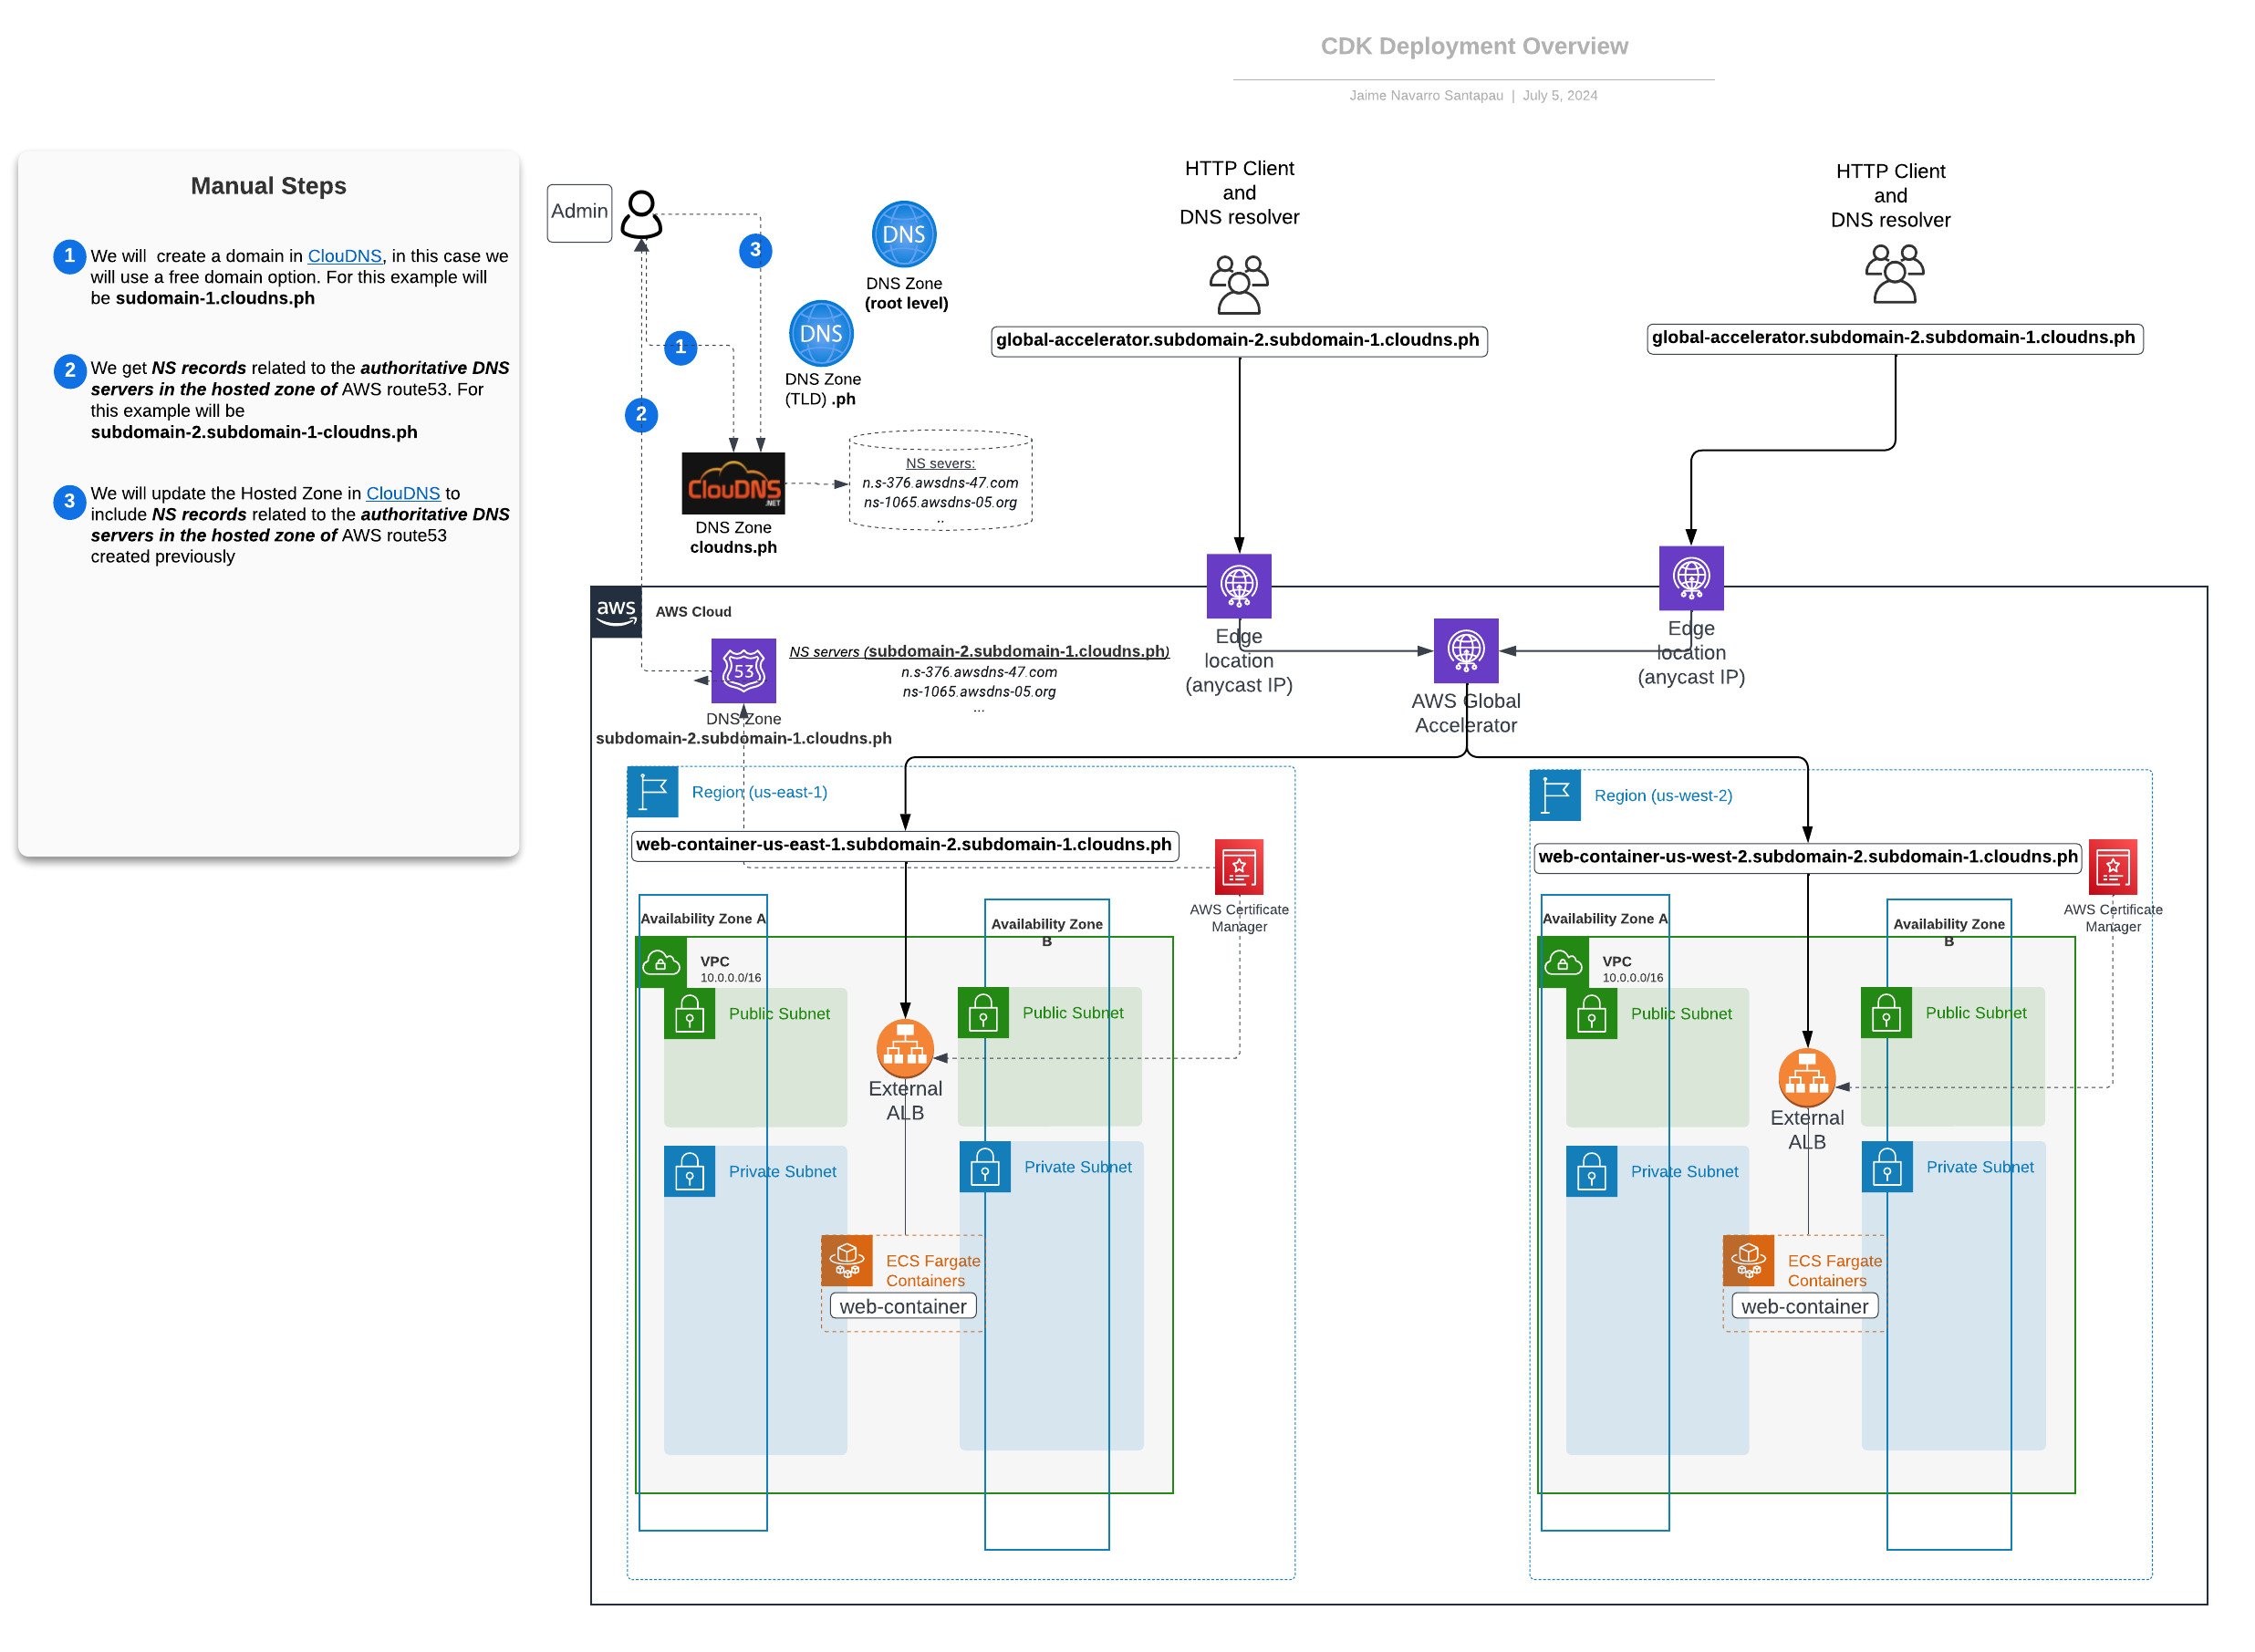 CDK Deployment Overview
Jaime Navarro Santapau | July 5, 2024
Manual Steps
1
We will create a domain in ClouDNS, in this case we
will use a free domain option. For this example will
be sudomain-1.cloudns.ph
2
We get NS records related to the authoritative DNS
servers in the hosted zone of AWS route53. For
this example will be
subdomain-2.subdomain-1-cloudns.ph
3
We will update the Hosted Zone in ClouDNS to
include NS records related to the authoritative DNS
servers in the hosted zone of AWS route53
created previously
Admin
3
1
2
DNS
DNS Zone
(root level)
DNS
DNS Zone
(TLD) .ph
ClouDNS
.NET
DNS Zone
cloudns.ph
NS severs:
n.s-376.awsdns-47.com
ns-1065.awsdns-05.org
..
HTTP Client
and
DNS resolver
global-accelerator.subdomain-2.subdomain-1.cloudns.ph
HTTP Client
and
DNS resolver
global-accelerator.subdomain-2.subdomain-1.cloudns.ph
aws
AWS Cloud
53
DNS Zone
subdomain-2.subdomain-1.cloudns.ph
NS servers (subdomain-2.subdomain-1.cloudns.ph)
n.s-376.awsdns-47.com
ns-1065.awsdns-05.org
...
Edge
location
(anycast IP)
AWS Global
Accelerator
Edge
location
(anycast IP)
Region (us-east-1)
web-container-us-east-1.subdomain-2.subdomain-1.cloudns.ph
AWS Certificate
Manager
Availability Zone A
Availability Zone
B
VPC
10.0.0.0/16
Public Subnet
Public Subnet
External
ALB
Private Subnet
Private Subnet
ECS Fargate
Containers
web-container
Region (us-west-2)
web-container-us-west-2.subdomain-2.subdomain-1.cloudns.ph
AWS Certificate
Manager
Availability Zone A
Availability Zone
B
VPC
10.0.0.0/16
Public Subnet
Public Subnet
External
ALB
Private Subnet
Private Subnet
ECS Fargate
Containers
web-container